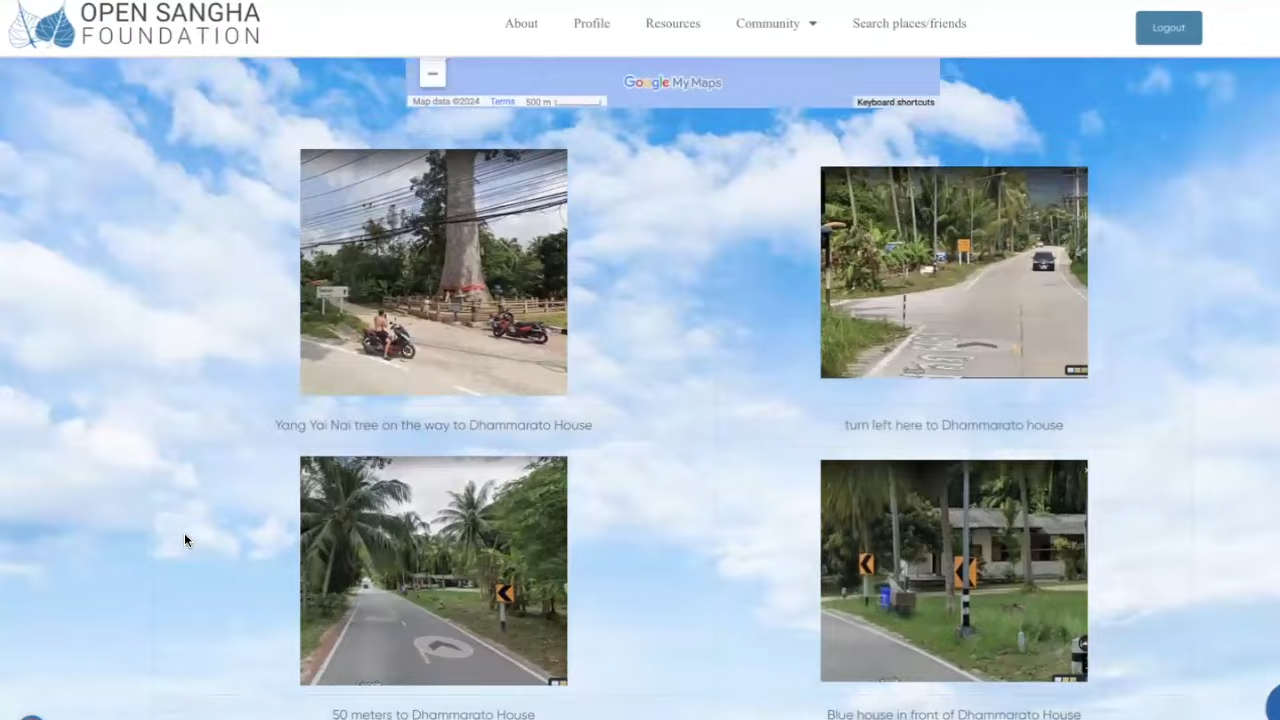 OPEN SANGHA
FOUNDATION
About
Profile
Resources
Community
Search places/friends
Logout
Google My Maps
Map data ©2024
Terms
500 m
Keyboard shortcuts
Yang Yai Nai tree on the way to Dhammarato House
turn left here to Dhammarato house
50 meters to Dhammarato House
Blue house in front of Dhammarato House